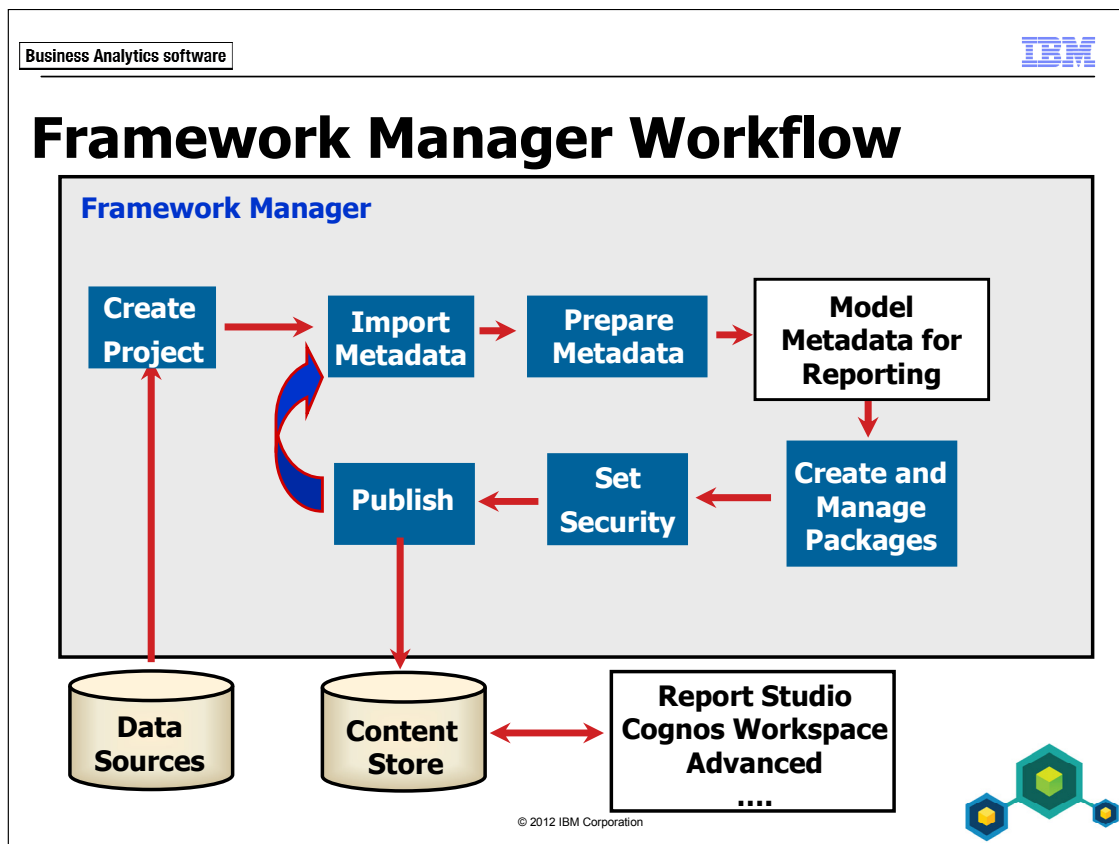 Business Analytics software
IBM
Framework Manager Workflow
Framework Manager
Create
Project
Import
Metadata
Prepare
Metadata
Model
Metadata for
Reporting
Publish
Set
Security
Create and
Manage
Packages
Data
Sources
Content
Store
Report Studio
Cognos Workspace
Advanced
....
© 2012 IBM Corporation